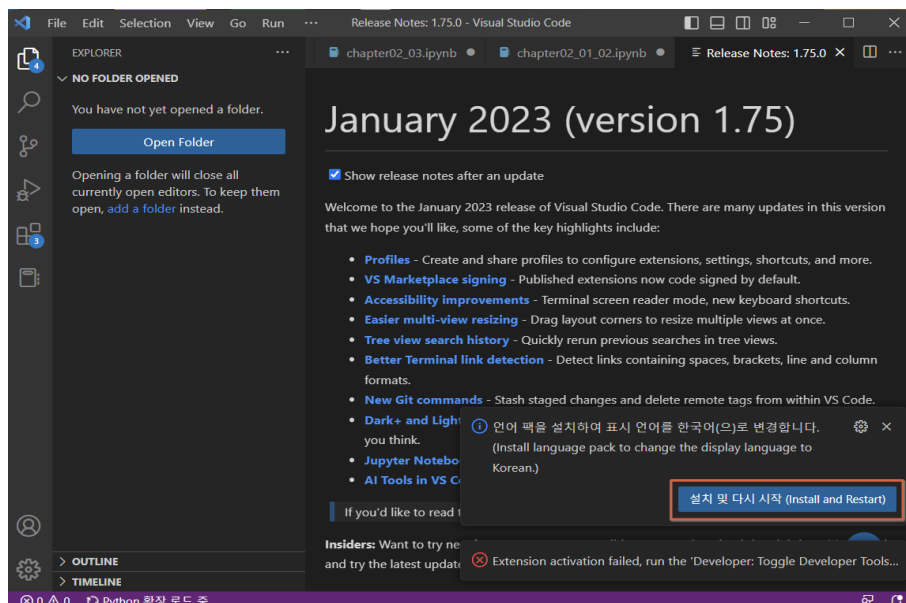 File Edit Selection View Go Run ··· Release Notes: 1.75.0 - Visual Studio Code
EXPLORER ···
chapter02_03.ipynb ● chapter02_01_02.ipynb ● Release Notes: 1.75.0 ···
4
NO FOLDER OPENED
You have not yet opened a folder.
Open Folder
Opening a folder will close all
currently open editors. To keep them
open, add a folder instead.
3
January 2023 (version 1.75)
Show release notes after an update
Welcome to the January 2023 release of Visual Studio Code. There are many updates in this version
that we hope you'll like, some of the key highlights include:
• Profiles - Create and share profiles to configure extensions, settings, shortcuts, and more.
• VS Marketplace signing - Published extensions now code signed by default.
• Accessibility improvements - Terminal screen reader mode, new keyboard shortcuts.
• Easier multi-view resizing - Drag layout corners to resize multiple views at once.
• Tree view search history - Quickly rerun previous searches in tree views.
• Better Terminal link detection - Detect links containing spaces, brackets, line and column
formats.
• New Git commands - Stash staged changes and delete remote tags from within VS Code.
• Dark+ and Light
you think.
• Jupyter Notebo
• AI Tools in VS C
If you'd like to read
Insiders: Want to try ne
and try the latest update
언어 팩을 설치하여 표시 언어를 한국어(으)로 변경합니다.
(Install language pack to change the display language to
Korean.)
설치 및 다시 시작 (Install and Restart)
Extension activation failed, run the 'Developer: Toggle Developer Tools...
OUTLINE
TIMELINE
0 0 Python 확장 로드 중